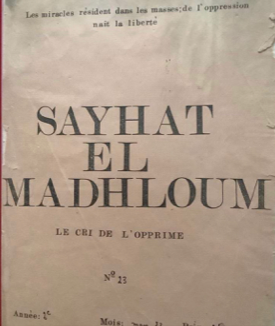 Les miracles résident dans les masses;de l'oppression
naît la liberté
SAYHAT
EL
MADHLOUM
LE CRI DE L'OPPRIME
N° 23
Année: 2e
Mois: